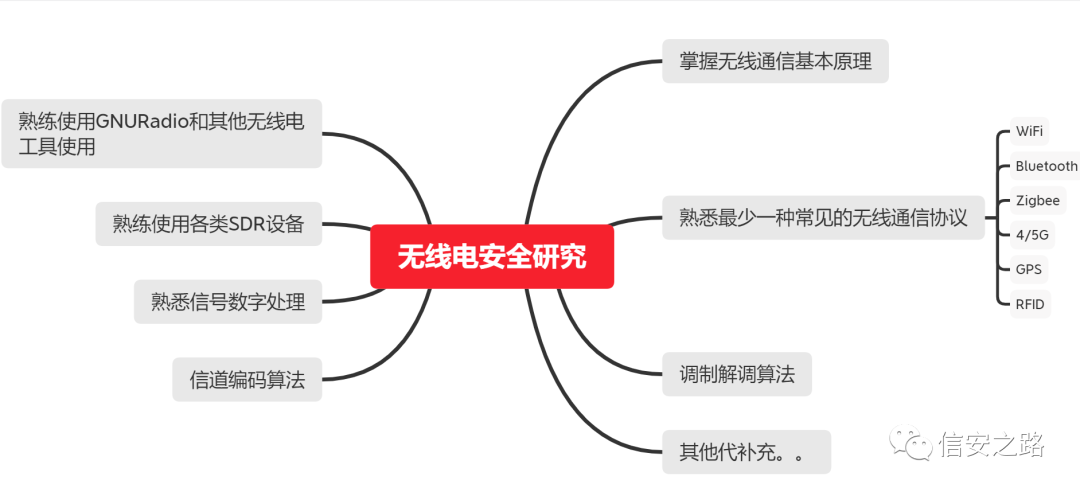 掌握无线通信基本原理
熟练使用GNURadio和其他无线电
工具使用
WiFi
Bluetooth
熟练使用各类SDR设备
熟悉最少一种常见的无线通信协议
Zigbee
4/5G
无线电安全研究
GPS
熟悉信号数字处理
RFID
信道编码算法
调制解调算法
其他代补充。。
信安之路